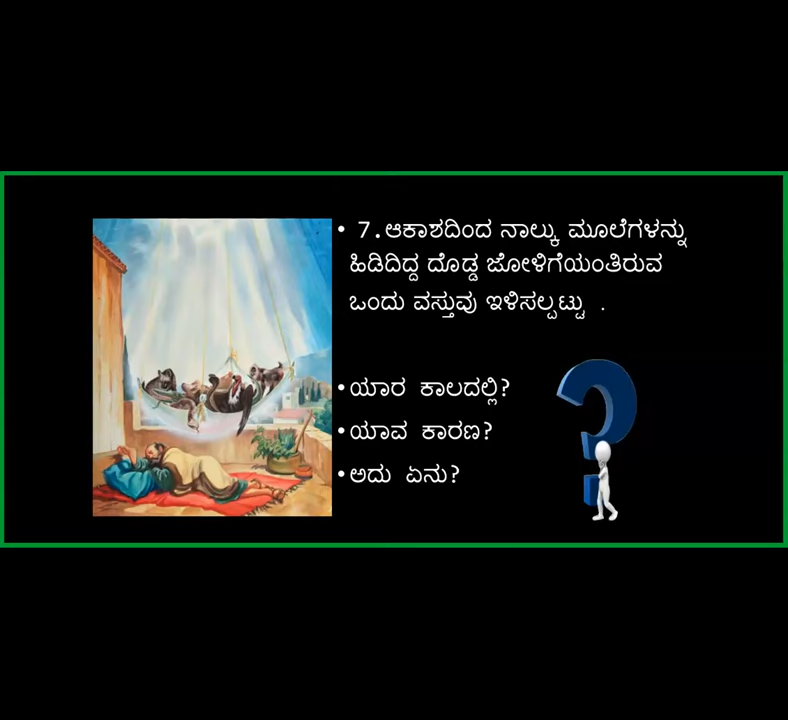 • 7.ಆಕಾಶದಿಂದ ನಾಲ್ಕು ಮೂಲೆಗಳನ್ನು
ಹಿಡಿದಿದ್ದ ದೊಡ್ಡ ಜೋಳಿಗೆಯಂತಿರುವ
ಒಂದು ವಸ್ತುವು ಇಳಿಸಲ್ಪಟ್ಟು .
• ಯಾರ ಕಾಲದಲ್ಲಿ?
• ಯಾವ ಕಾರಣ?
• ಅದು ಏನು?